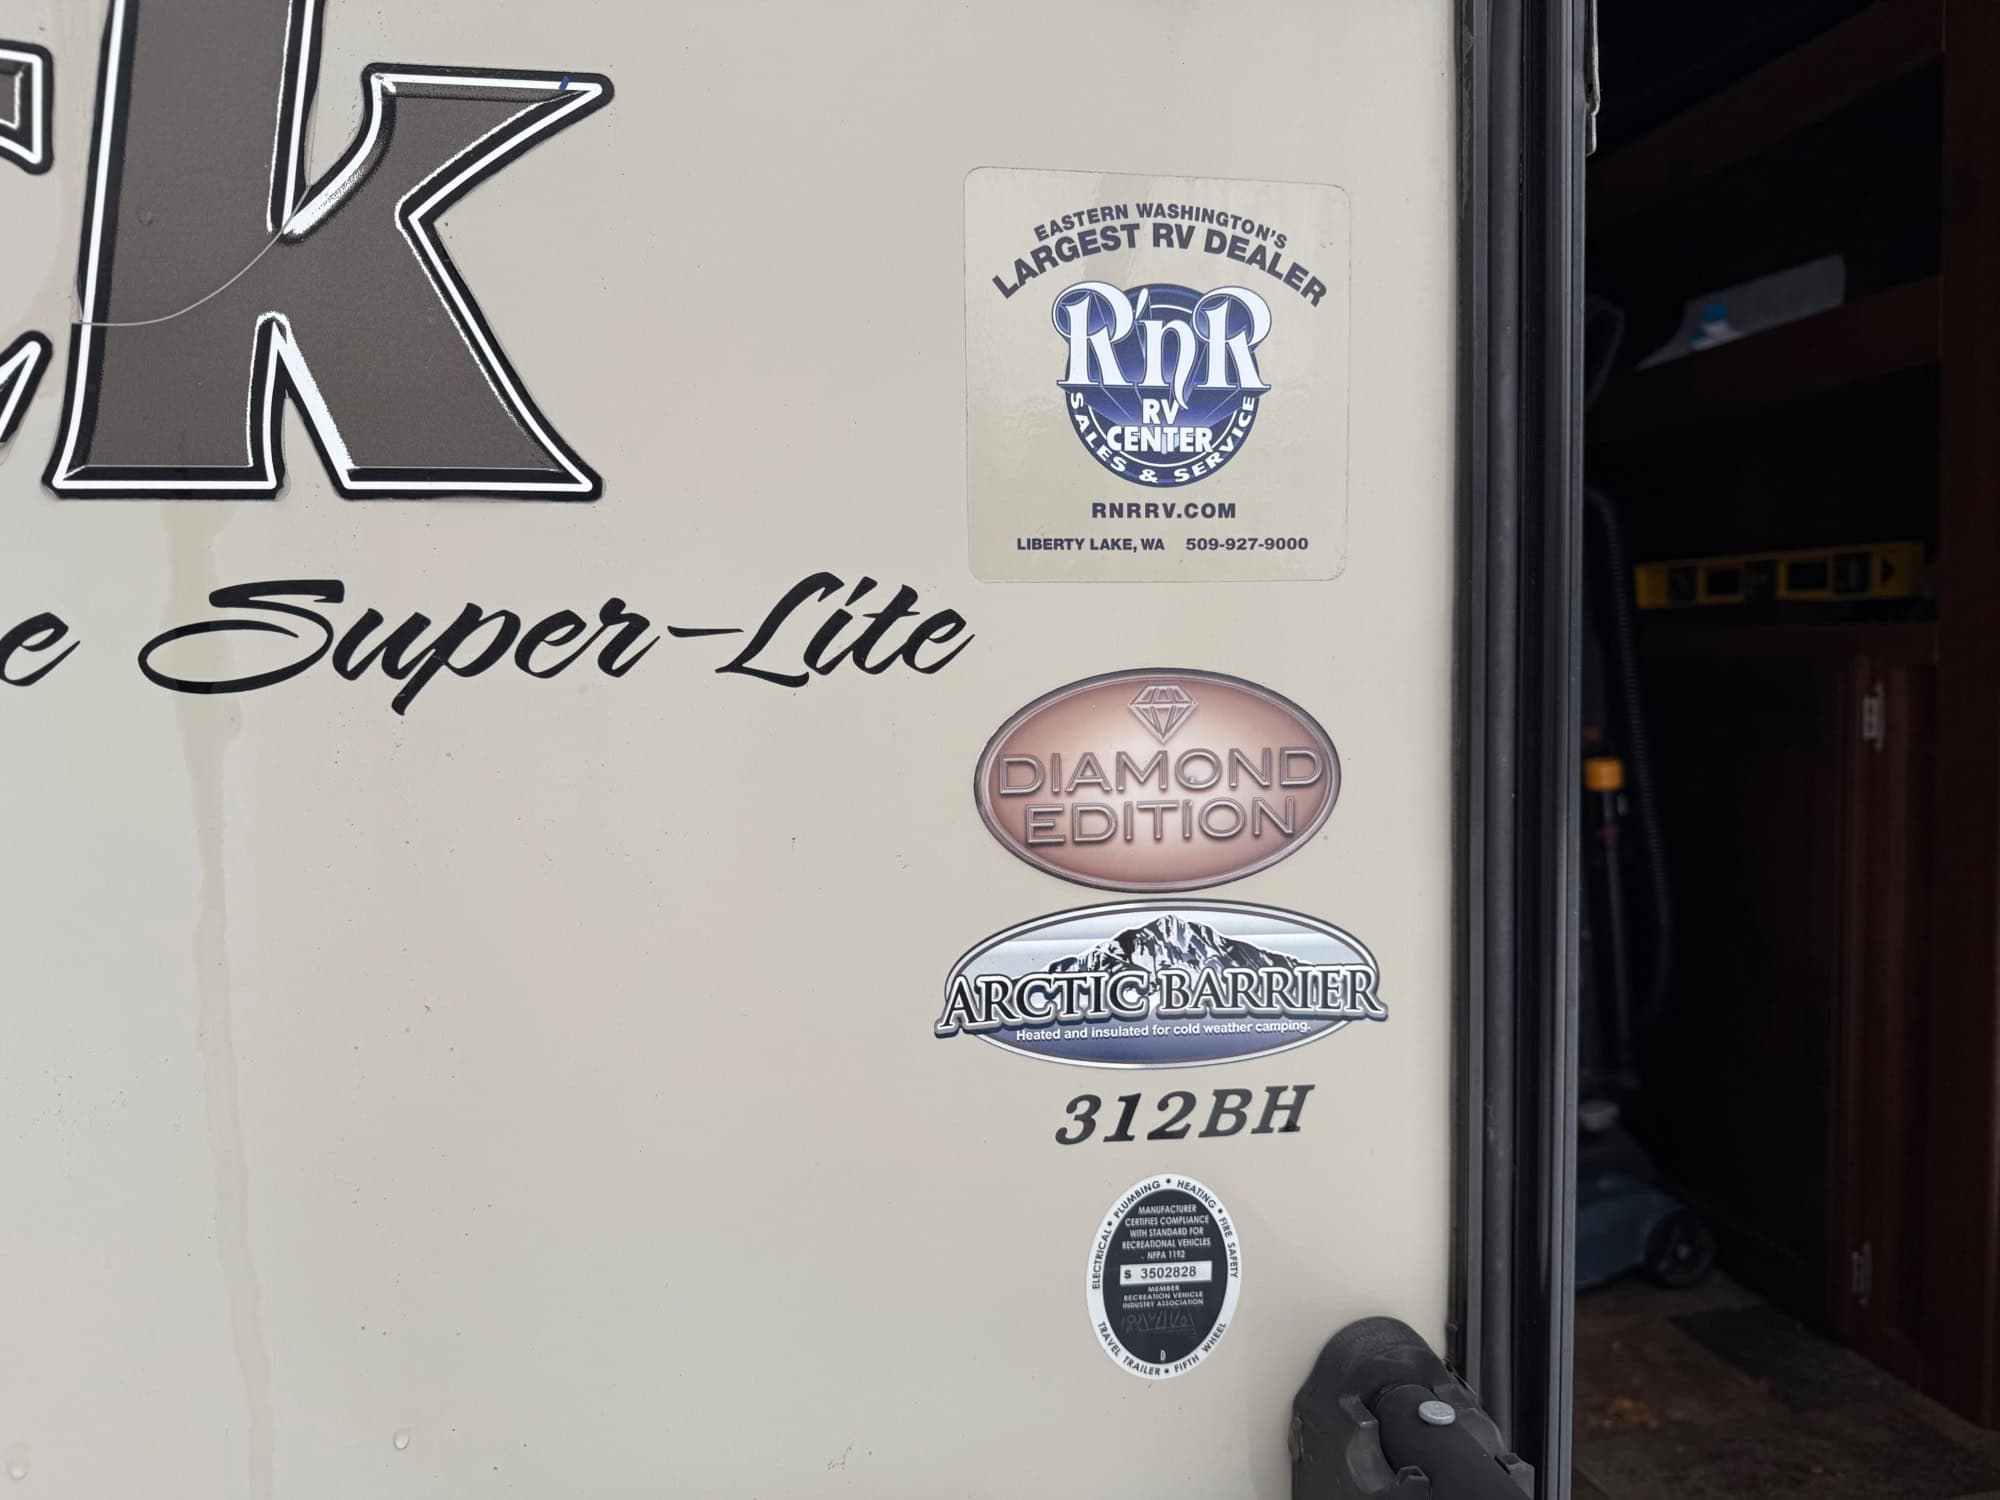 k
e Super-Lite
EASTERN WASHINGTON'S
LARGEST RV DEALER
R'nR
RV
CENTER
SALES & SERVICE
RNRRV.COM
LIBERTY LAKE, WA 509-927-9000
DIAMOND
EDITION
ARCTIC BARRIER
Heated and insulated for cold weather camping.
312BH
ELECTRICAL • PLUMBING • HEATING • FIRE SAFETY
MANUFACTURER
CERTIFIES COMPLIANCE
WITH STANDARD FOR
RECREATIONAL VEHICLES
NFPA 1192
S 3502828
MEMBER
RECREATION VEHICLE
INDUSTRY ASSOCIATION
D
TRAVEL TRAILER • FIFTH WHEEL